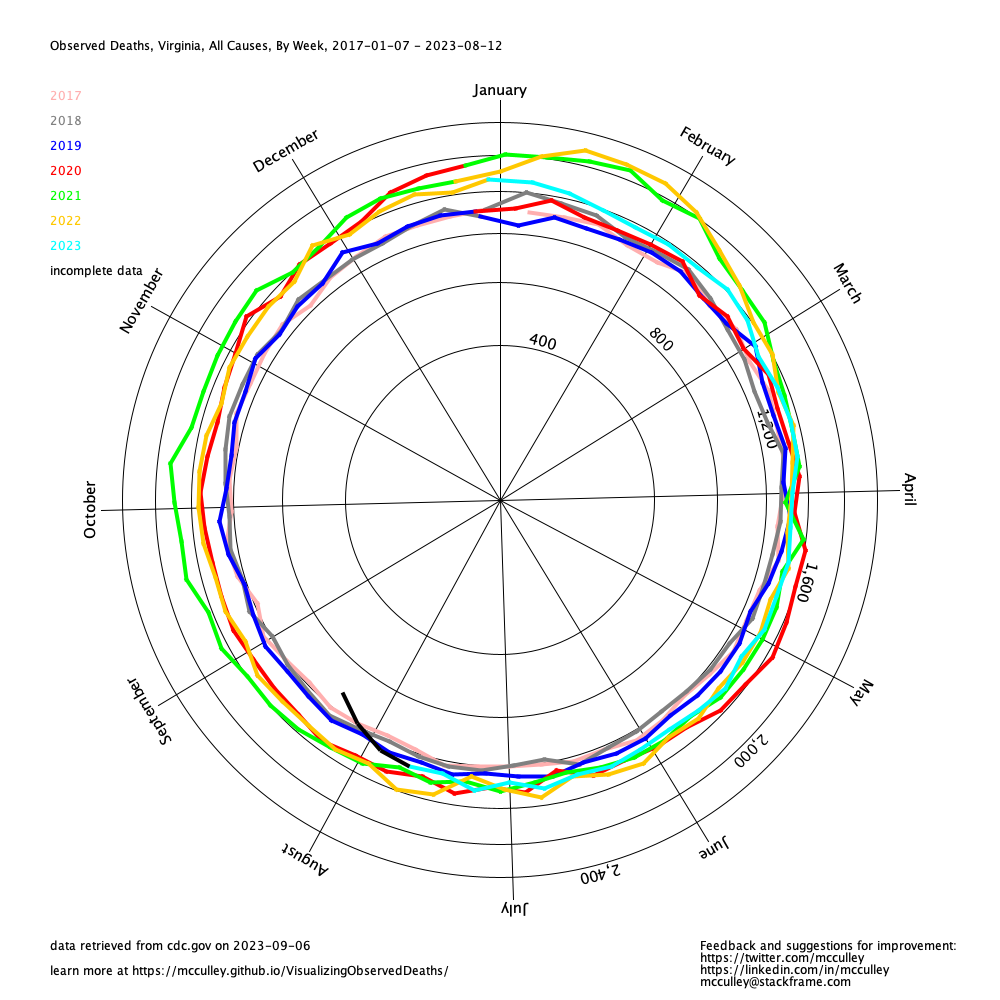 Observed Deaths, Virginia, All Causes, By Week, 2017-01-07 - 2023-08-12
January
2017
2018
2019
2020
2021
2022
2023
incomplete data
December
February
November
March
400
800
1,200
October
April
1,600
September
May
2,000
August
June
2,400
July
data retrieved from cdc.gov on 2023-09-06
learn more at https://mcculley.github.io/VisualizingObservedDeaths/
Feedback and suggestions for improvement:
https://twitter.com/mcculley
https://linkedin.com/in/mcculley
mcculley@stackframe.com